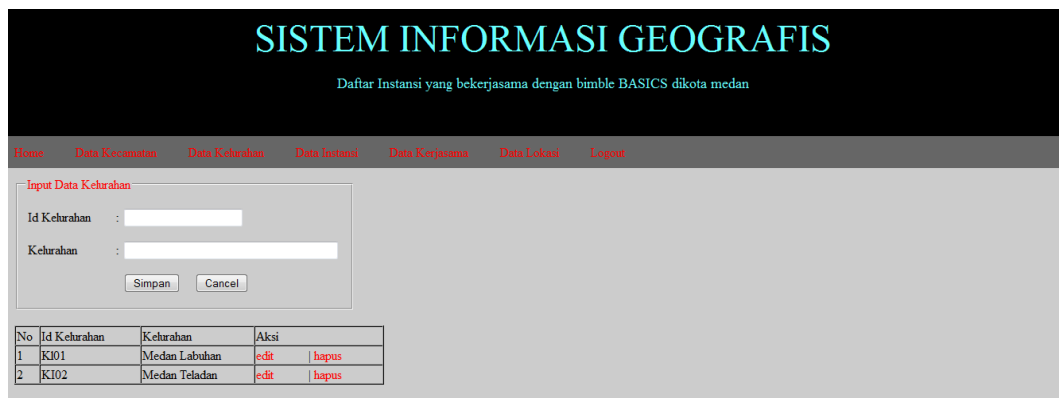 SISTEM INFORMASI GEOGRAFIS
Daftar Instansi yang bekerjasama dengan bimble BASICS dikota medan
Home Data Kecamatan Data Kelurahan Data Instansi Data Kerjasama Data Lokasi Logout
Input Data Kelurahan
Id Kelurahan :
Kelurahan :
Simpan Cancel
No Id Kelurahan Kelurahan Aksi
1 Kl01 Medan Labuhan edit | hapus
2 KI02 Medan Teladan edit | hapus